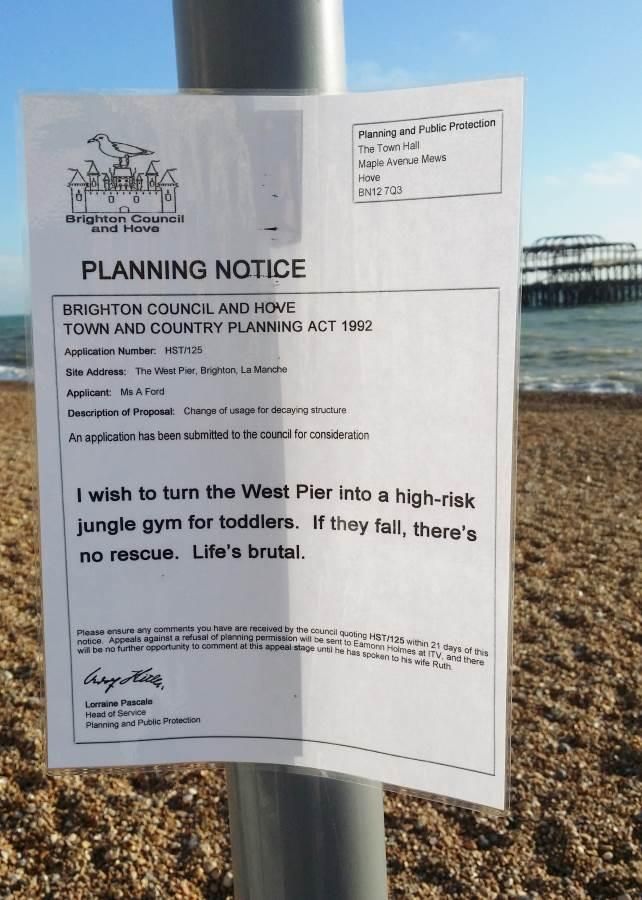 Planning and Public Protection
The Town Hall
Maple Avenue Mews
Hove
BN12 7Q3
Brighton Council
and Hove
PLANNING NOTICE
BRIGHTON COUNCIL AND HOVE
TOWN AND COUNTRY PLANNING ACT 1992
Application Number: HST/125
Site Address: The West Pier, Brighton, La Manche
Applicant: Ms A Ford
Description of Proposal: Change of usage for decaying structure
An application has been submitted to the council for consideration
I wish to turn the West Pier into a high-risk
jungle gym for toddlers. If they fall, there's
no rescue. Life's brutal.
Please ensure any comments you have are received by the council quoting HST/125 within 21 days of this
notice. Appeals against a refusal of planning permission will be sent to Eamonn Holmes at ITV, and there
will be no further opportunity to comment at this appeal stage until he has spoken to his wife Ruth.
Lorraine Pascale
Head of Service
Planning and Public Protection